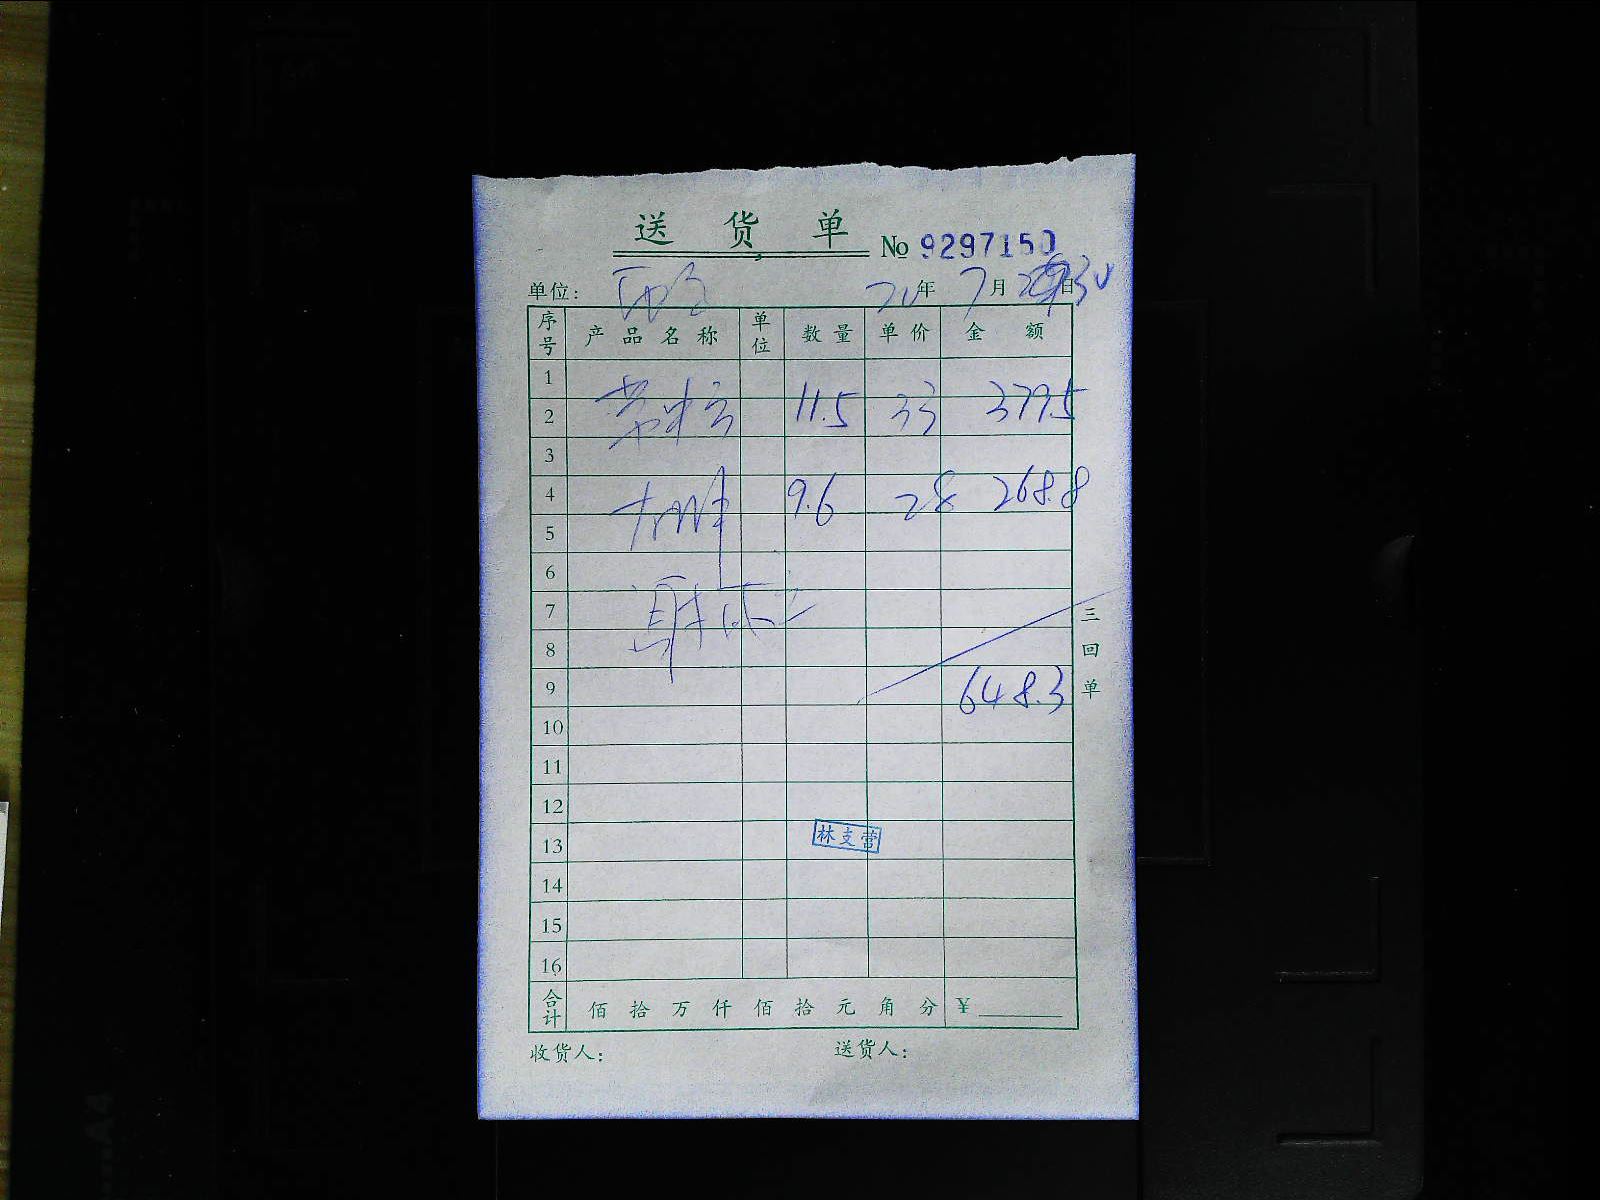 送 货 单
No 9297150
单位： 年 7 月 日
序号 产品名称 单位 数量 单价 金额
1
2 11.5 33 379.5
3
4 9.6 28 268.8
5
6
7
8
9 648.3
10
11
12
13
14
15
16
林支营
合计 佰 拾 万 仟 佰 拾 元 角 分 ¥
收货人： 送货人：
三回单